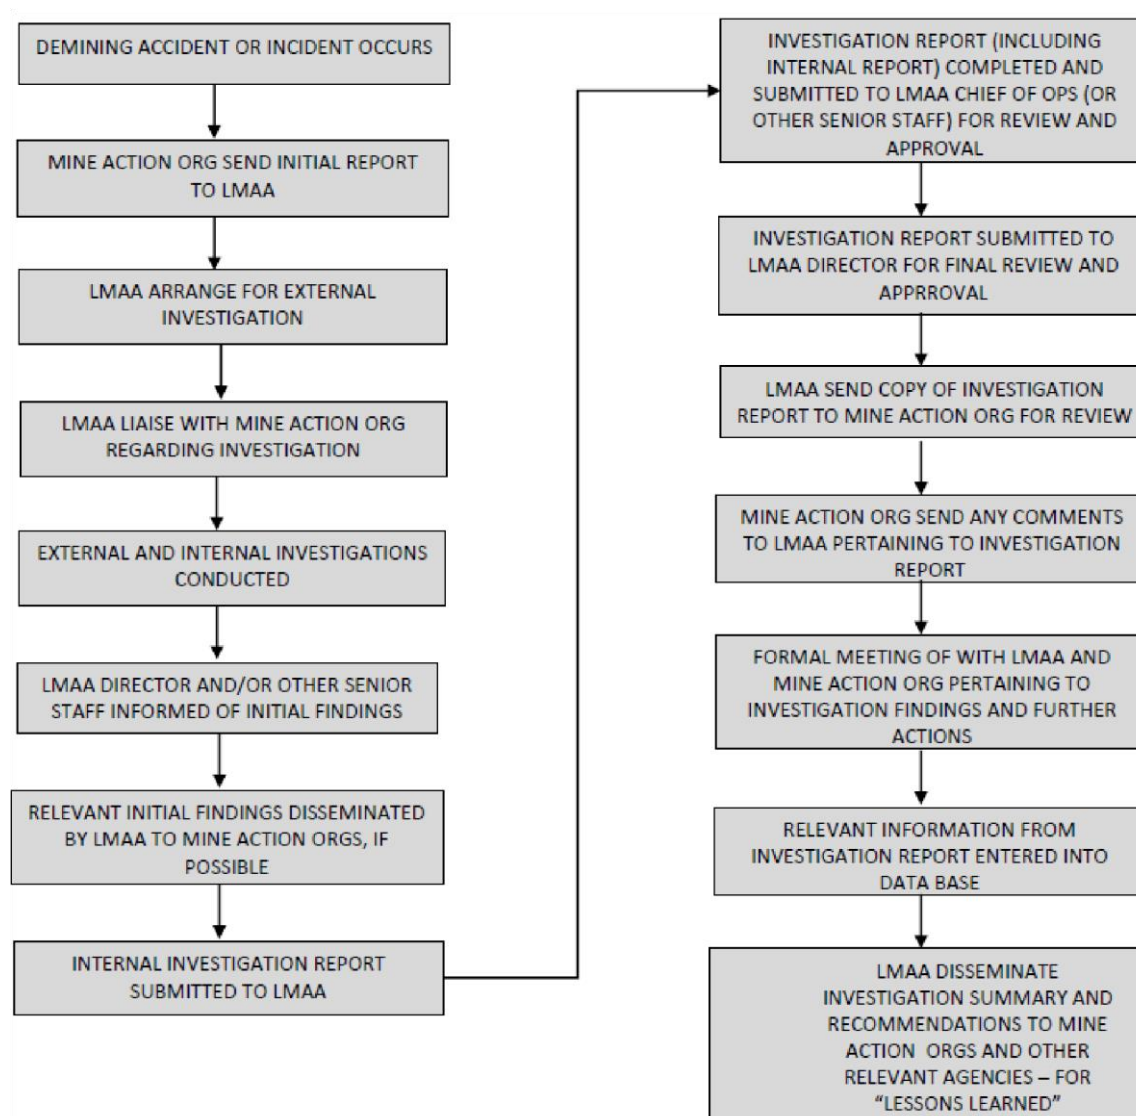 DEMINING ACCIDENT OR INCIDENT OCCURS
MINE ACTION ORG SEND INITIAL REPORT
TO LMAA
LMAA ARRANGE FOR EXTERNAL
INVESTIGATION
LMAA LIAISE WITH MINE ACTION ORG
REGARDING INVESTIGATION
EXTERNAL AND INTERNAL INVESTIGATIONS
CONDUCTED
LMAA DIRECTOR AND/OR OTHER SENIOR
STAFF INFORMED OF INITIAL FINDINGS
RELEVANT INITIAL FINDINGS DISSEMINATED
BY LMAA TO MINE ACTION ORGS, IF
POSSIBLE
INTERNAL INVESTIGATION REPORT
SUBMITTED TO LMAA
INVESTIGATION REPORT (INCLUDING
INTERNAL REPORT) COMPLETED AND
SUBMITTED TO LMAA CHIEF OF OPS (OR
OTHER SENIOR STAFF) FOR REVIEW AND
APPROVAL
INVESTIGATION REPORT SUBMITTED TO
LMAA DIRECTOR FOR FINAL REVIEW AND
APPRROVAL
LMAA SEND COPY OF INVESTIGATION
REPORT TO MINE ACTION ORG FOR REVIEW
MINE ACTION ORG SEND ANY COMMENTS
TO LMAA PERTAINING TO INVESTIGATION
REPORT
FORMAL MEETING OF WITH LMAA AND
MINE ACTION ORG PERTAINING TO
INVESTIGATION FINDINGS AND FURTHER
ACTIONS
RELEVANT INFORMATION FROM
INVESTIGATION REPORT ENTERED INTO
DATA BASE
LMAA DISSEMINATE
INVESTIGATION SUMMARY AND
RECOMMENDATIONS TO MINE
ACTION ORGS AND OTHER
RELEVANT AGENCIES – FOR
“LESSONS LEARNED”